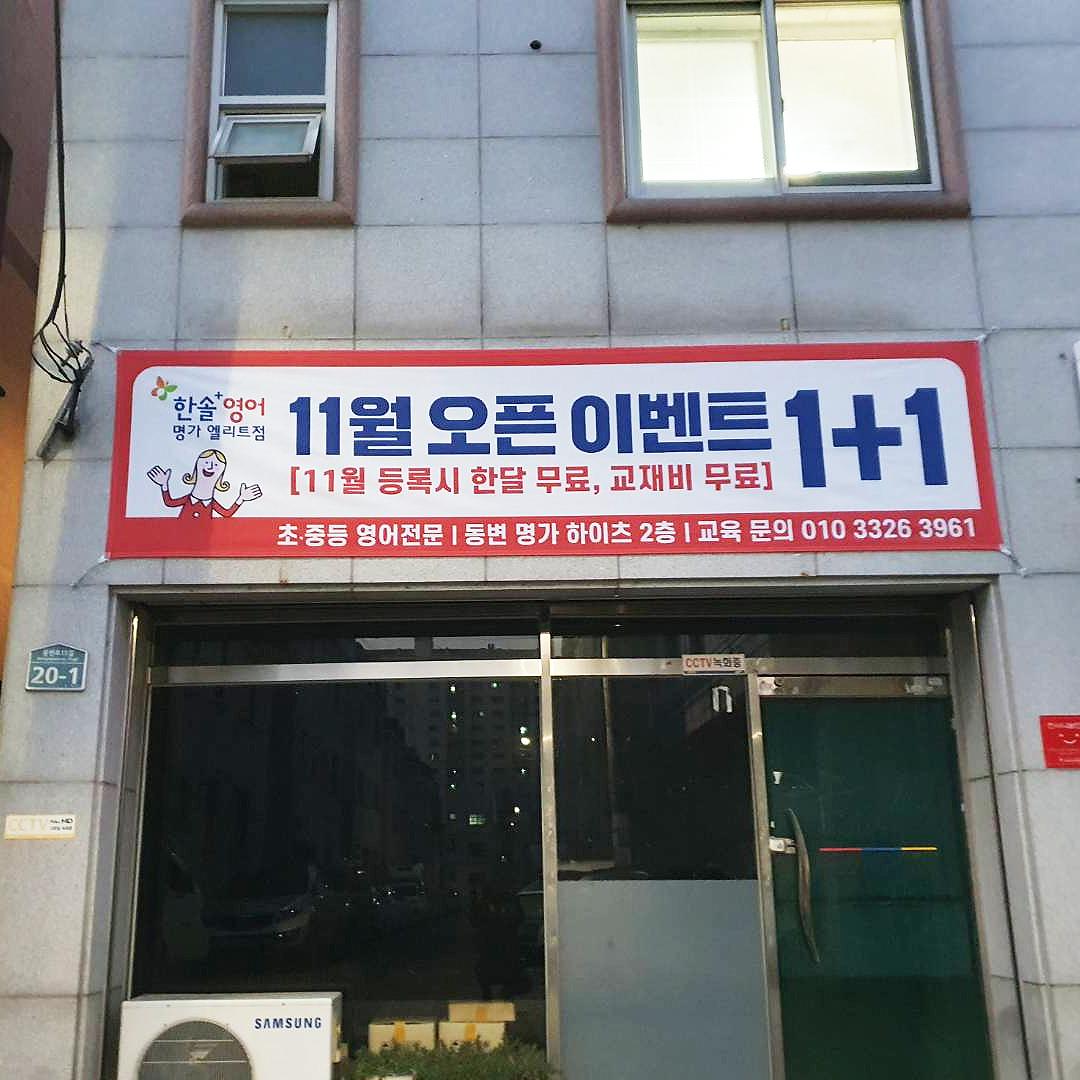 한솔+영어
명가 엘리트점
11월 오픈 이벤트 1+1
[11월 등록시 한달 무료, 교재비 무료]
초·중등 영어전문 | 동변 명가 하이츠 2층 | 교육 문의 010 3326 3961
20-1
CCTV녹화중
CCTV
SAMSUNG